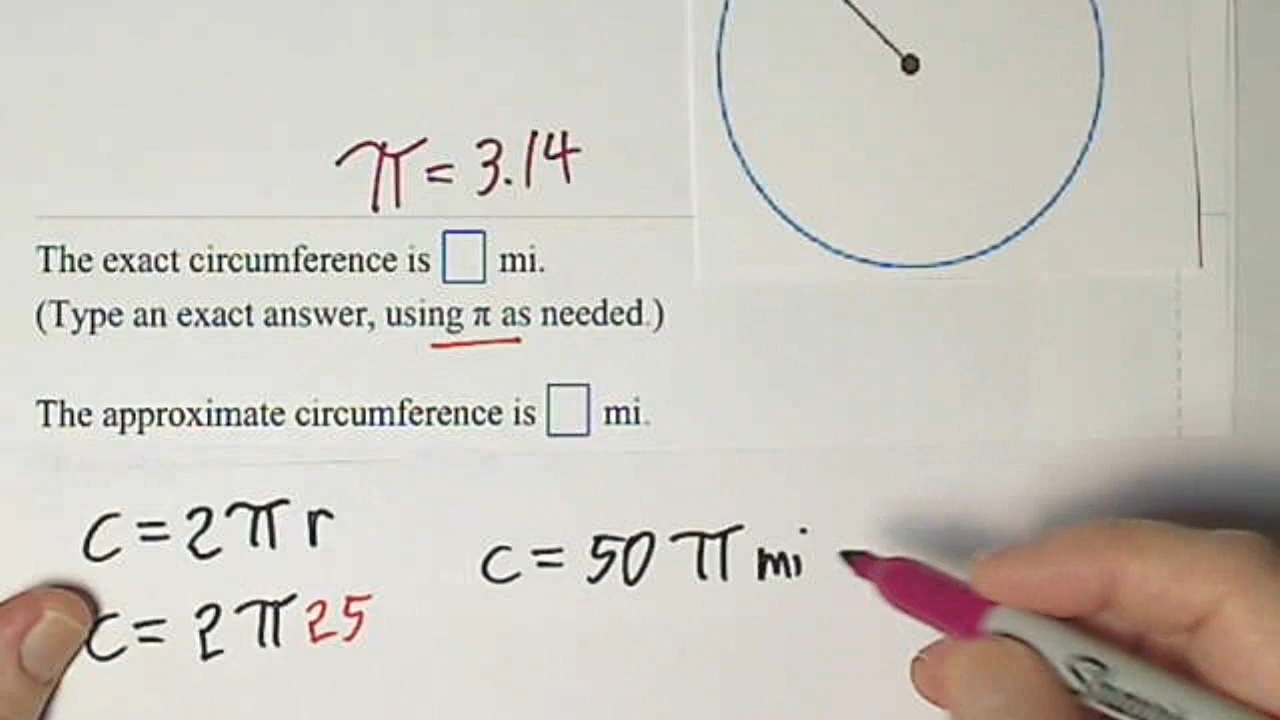 π = 3.14
The exact circumference is mi.
(Type an exact answer, using π as needed.)
The approximate circumference is mi.
C = 2πr
C = 2π25
C = 50π mi